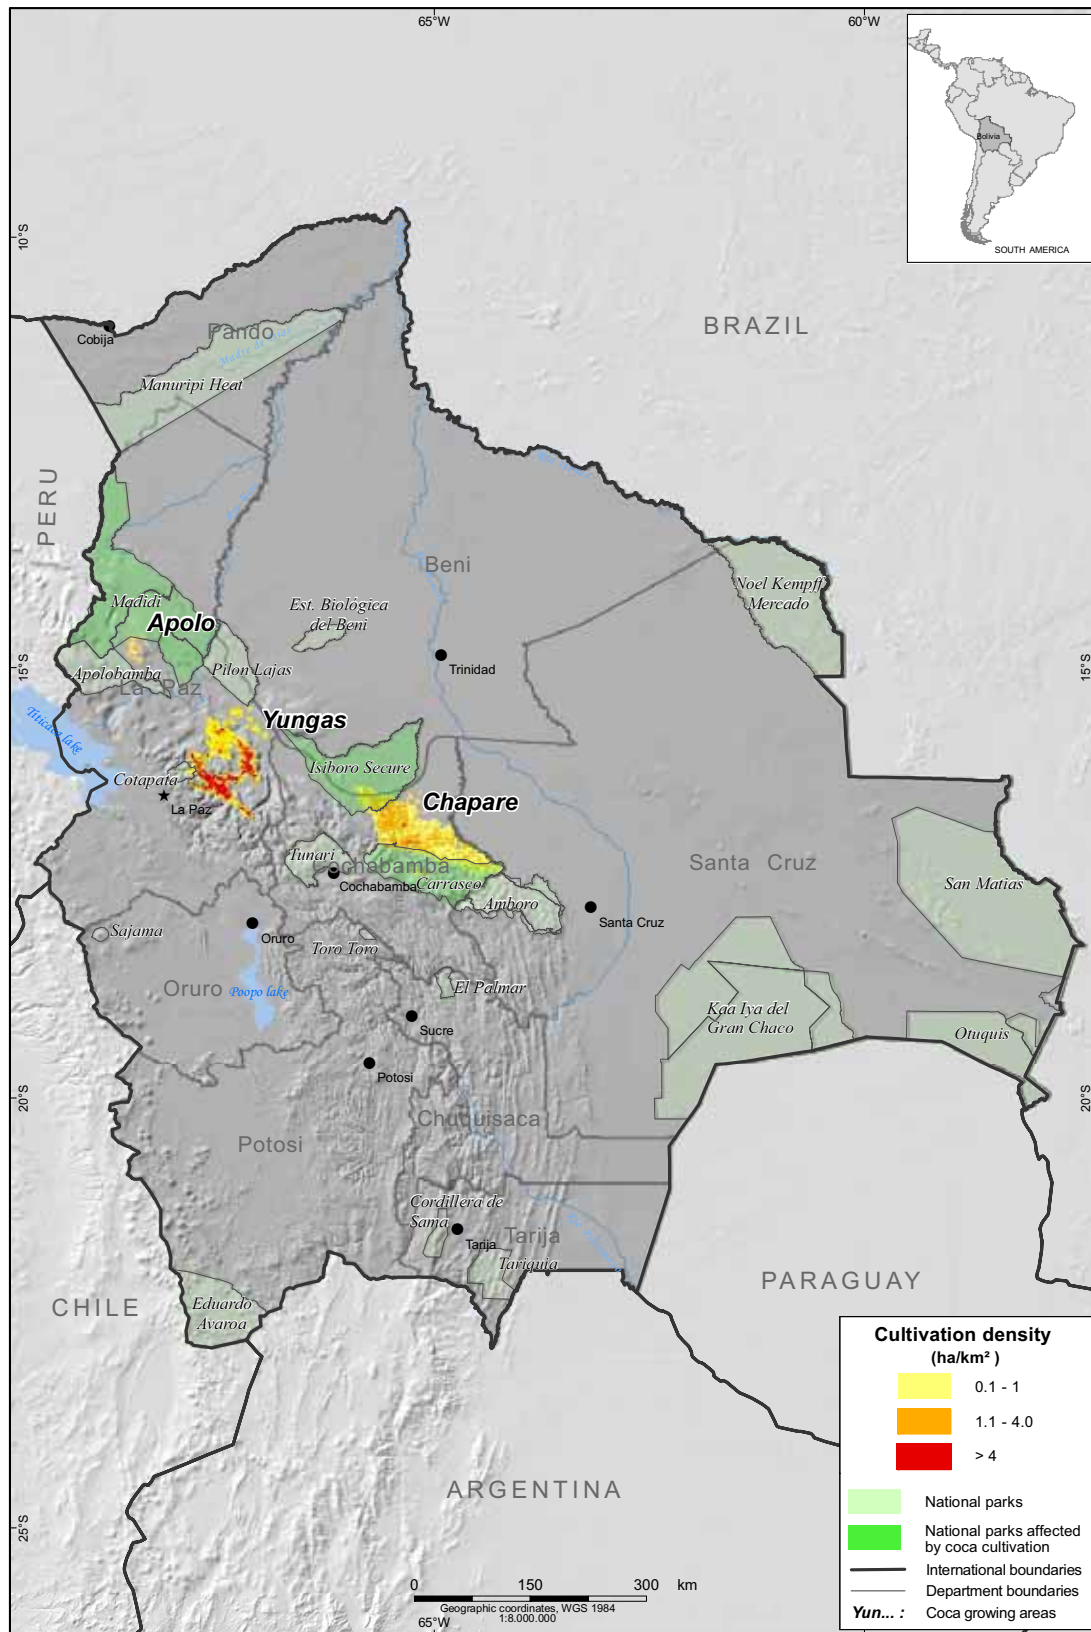 65°W
60°W
Bolivia
SOUTH AMERICA
10°S
Cobija
Pando
BRAZIL
Manuripi Heat
PERU
Beni
Noel Kempff
Mercado
Madidi
Apolo
Est. Biológica
del Beni
15°S
Trinidad
15°S
Apolobamba
Pilon Lajas
La Paz
Titicaca lake
Yungas
Isiboro Secure
Cotapata
La Paz
Chapare
Tunari
Cochabamba
Cochabamba
Carrasco
Santa Cruz
San Matias
Amboro
Santa Cruz
Sajama
Oruro
Toro Toro
Oruro
Poopo lake
El Palmar
Kaa Iya del
Gran Chaco
Sucre
Otuquis
Potosi
20°S
20°S
Chuquisaca
Potosi
Cordillera de
Sama
Tarija
Tarija
Tariquia
PARAGUAY
CHILE
Eduardo
Avaroa
Cultivation density
(ha/km²)
0.1 - 1
1.1 - 4.0
> 4
ARGENTINA
National parks
25°S
25°S
National parks affected
by coca cultivation
International boundaries
0 150 300 km
Department boundaries
Geographic coordinates, WGS 1984
1:8.000.000
Yun... : Coca growing areas
65°W